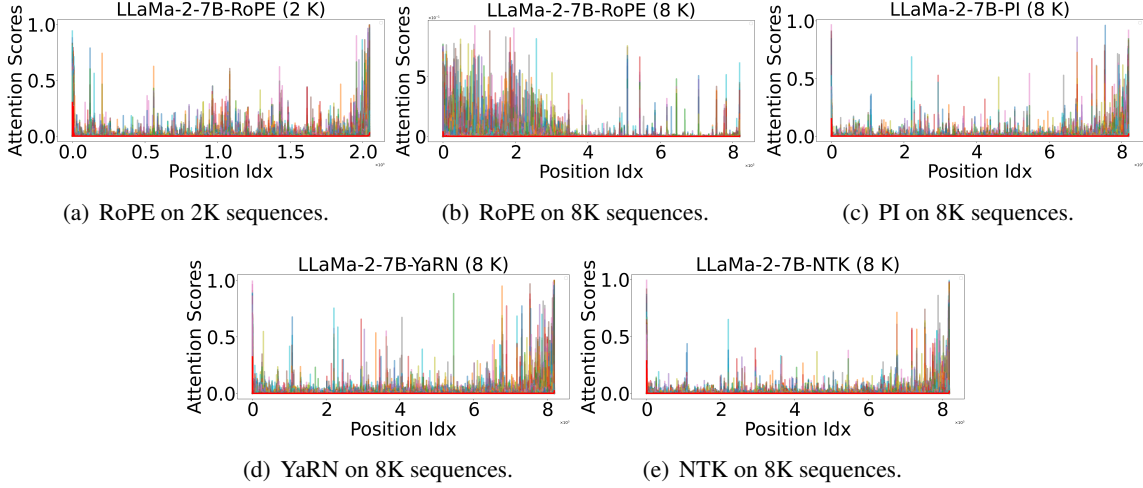 LLaMa-2-7B-RoPE (2 K)
Attention Scores
1.0
0.5
0.0
0.0 0.5 1.0 1.5 2.0
Position Idx
(a) RoPE on 2K sequences.
LLaMa-2-7B-RoPE (8 K)
Attention Scores
5
0
0 2 4 6 8
Position Idx
(b) RoPE on 8K sequences.
LLaMa-2-7B-PI (8 K)
Attention Scores
1.0
0.5
0.0
0 2 4 6 8
Position Idx
(c) PI on 8K sequences.
LLaMa-2-7B-YaRN (8 K)
Attention Scores
1.0
0.5
0.0
0 2 4 6 8
Position Idx
(d) YaRN on 8K sequences.
LLaMa-2-7B-NTK (8 K)
Attention Scores
1.0
0.5
0.0
0 2 4 6 8
Position Idx
(e) NTK on 8K sequences.